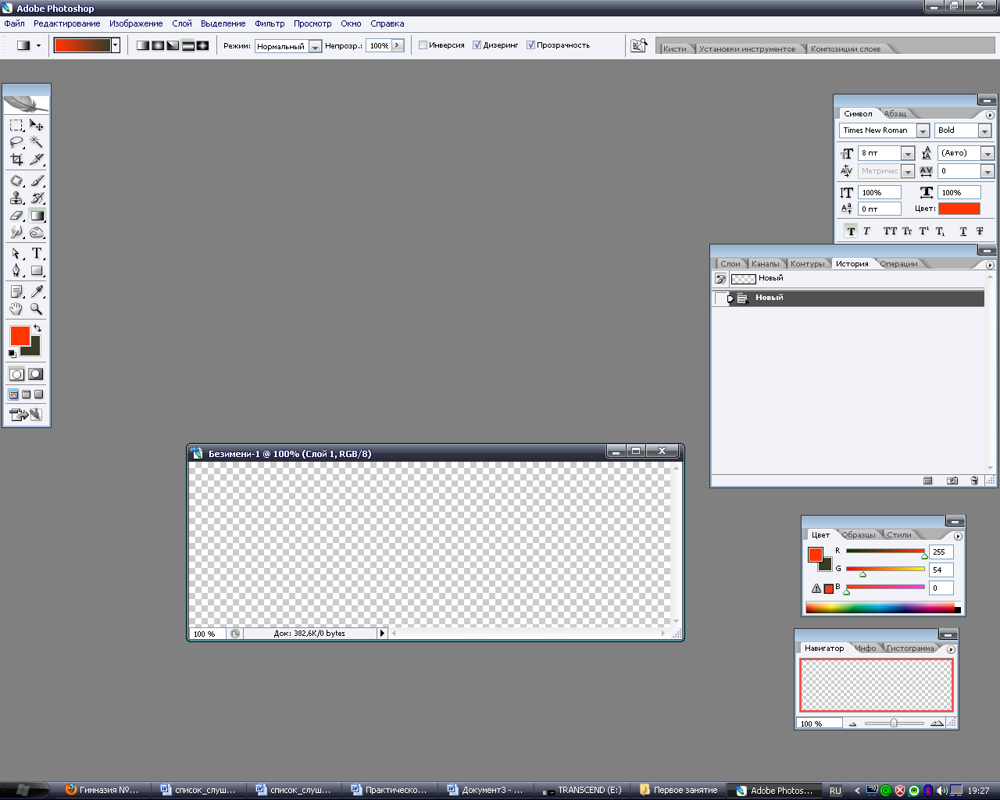 Adobe Photoshop
Файл Редактирование Изображение Слой Выделение Фильтр Просмотр Окно Справка
Режим: Нормальный Непрозр.: 100% Инверсия Дизеринг Прозрачность
Кисти Установки инструментов Композиции слоев
Символ Абзац
Times New Roman Bold
8 пт (Авто)
Метричес 0
100% 100%
0 пт Цвет:
Слои Каналы Контуры История Операции
Новый
Новый
Безимени-1 @ 100% (Слой 1, RGB/8)
100 % Док: 382,6K/0 bytes
Цвет Образцы Стили
R 255
G 54
B 0
Навигатор Инфо Гистограмма
100 %
Гимназия №... список_слуш... список_слуш... Практическо... Документ3 - ... TRANSCEND (E:) Первое занятие Adobe Photos... RU 19:27